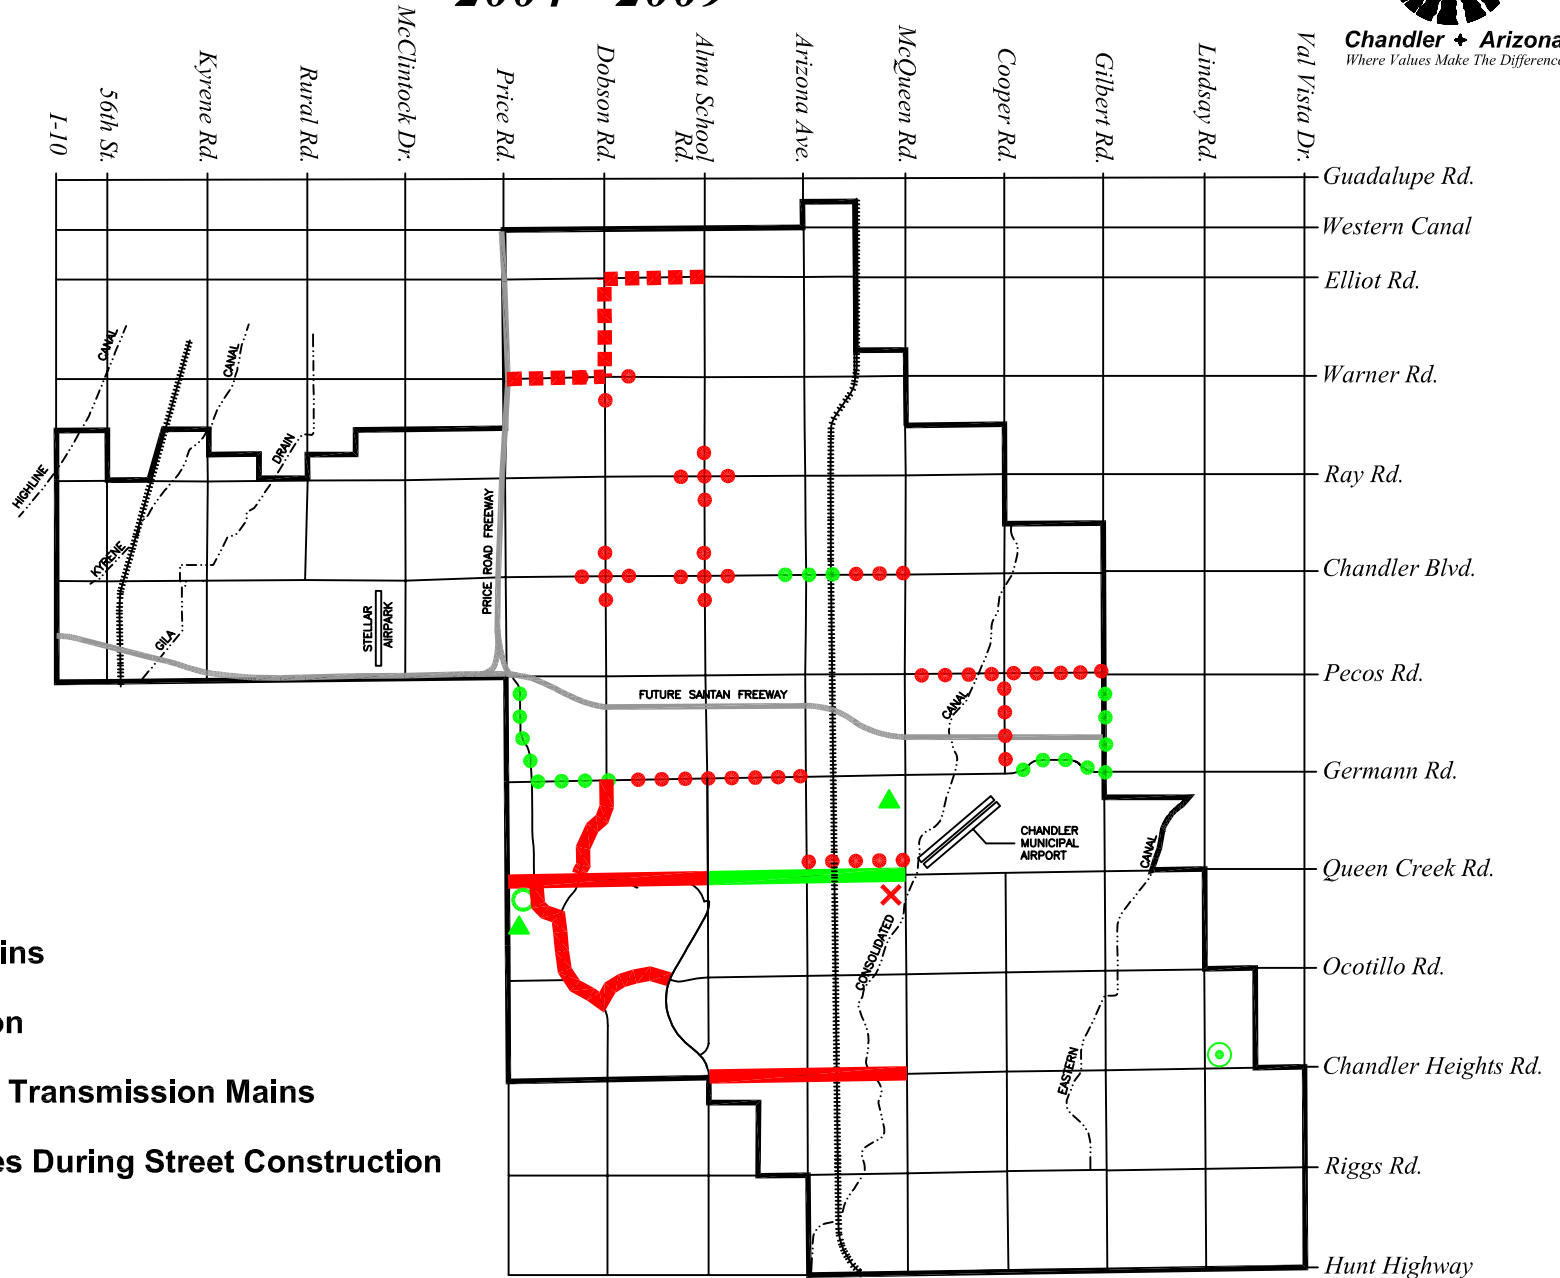 Chandler Arizona
Where Values Make The Difference
I-10
56th St.
Kyrene Rd.
Rural Rd.
McClintock Dr.
Price Rd.
Dobson Rd.
Alma School
Rd.
Arizona Ave.
McQueen Rd.
Cooper Rd.
Gilbert Rd.
Lindsay Rd.
Val Vista Dr.
Guadalupe Rd.
Western Canal
Elliot Rd.
Warner Rd.
Ray Rd.
Chandler Blvd.
Pecos Rd.
Germann Rd.
Queen Creek Rd.
Ocotillo Rd.
Chandler Heights Rd.
Riggs Rd.
Hunt Highway
CANAL
HIGHLINE
CANAL
KYRENE
DRAIN
GILA
STELLAR
AIRPARK
PRICE ROAD FREEWAY
FUTURE SANTAN FREEWAY
CANAL
CONSOLIDATED
CHANDLER
MUNICIPAL
AIRPORT
CANAL
EASTERN
ins
on
Transmission Mains
es During Street Construction